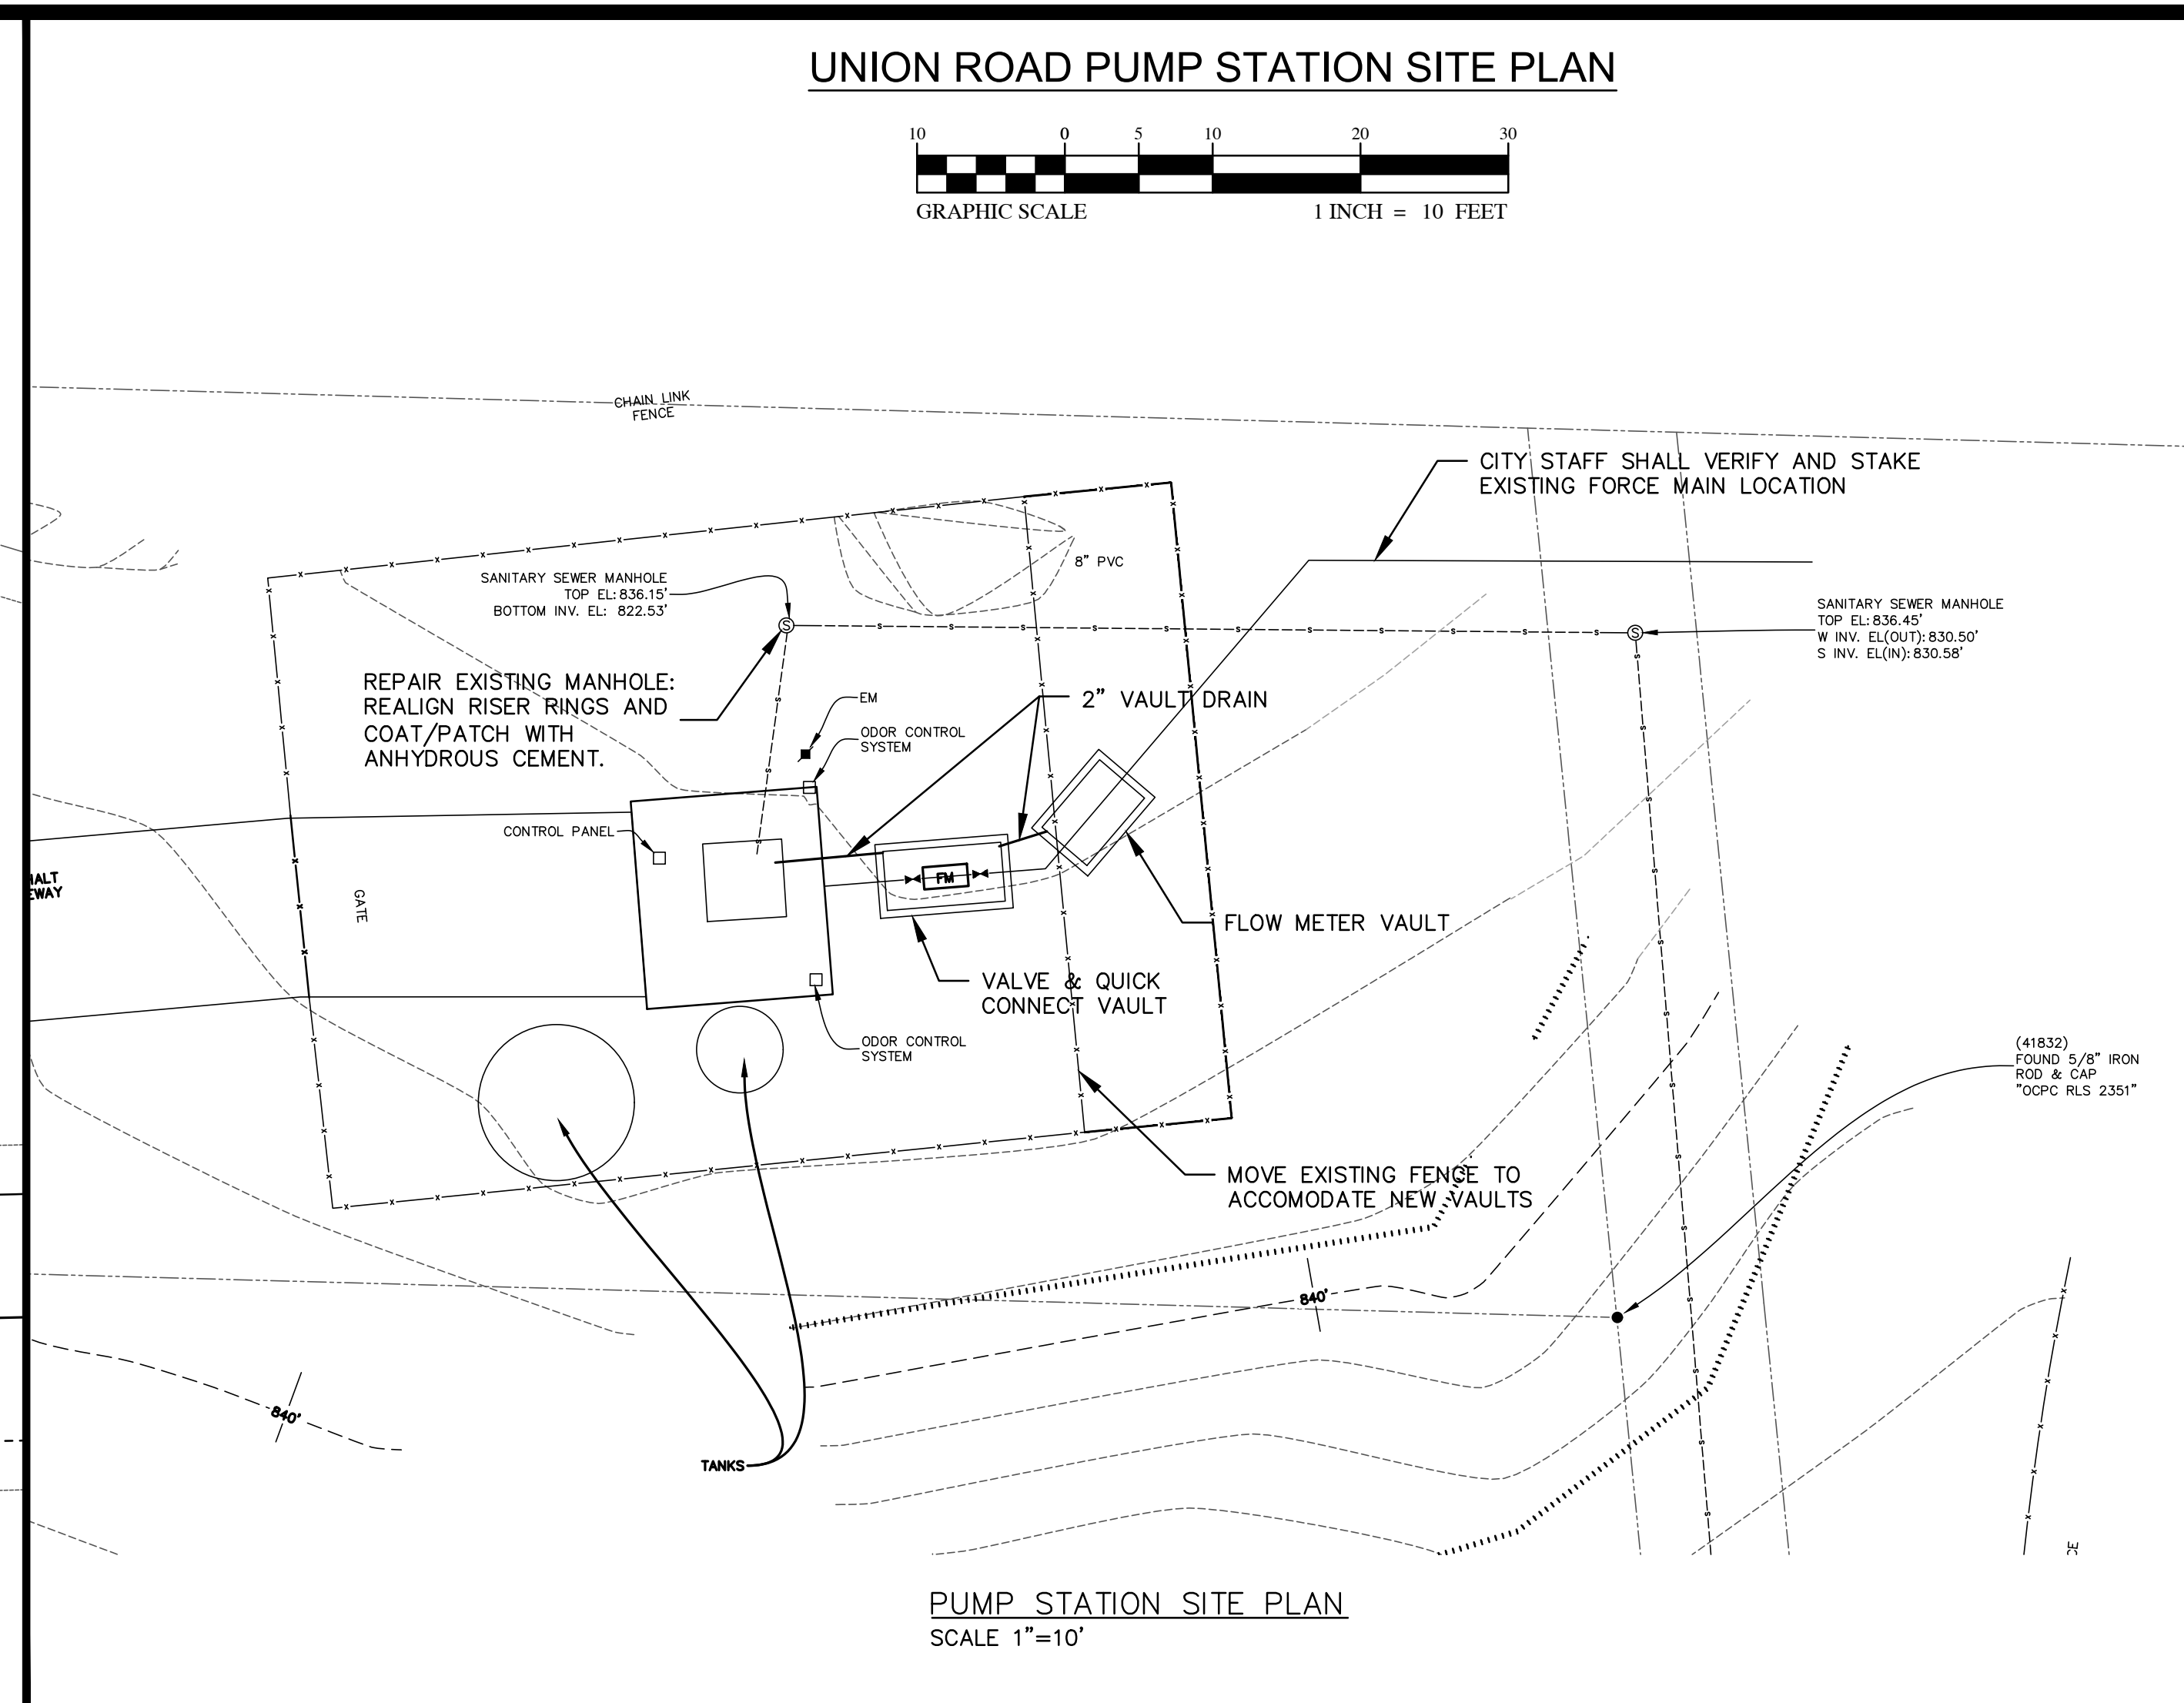 UNION ROAD PUMP STATION SITE PLAN
10 0 5 10 20 30
GRAPHIC SCALE 1 INCH = 10 FEET
CHAIN LINK
FENCE
CITY STAFF SHALL VERIFY AND STAKE
EXISTING FORCE MAIN LOCATION
8" PVC
SANITARY SEWER MANHOLE
TOP EL: 836.15'
BOTTOM INV. EL: 822.53'
SANITARY SEWER MANHOLE
TOP EL: 836.45'
W INV. EL(OUT): 830.50'
S INV. EL(IN): 830.58'
REPAIR EXISTING MANHOLE:
REALIGN RISER RINGS AND
COAT/PATCH WITH
ANHYDROUS CEMENT.
EM
2" VAULT DRAIN
ODOR CONTROL
SYSTEM
CONTROL PANEL
HALT
EWAY
GATE
FM
FLOW METER VAULT
VALVE & QUICK
CONNECT VAULT
ODOR CONTROL
SYSTEM
(41832)
FOUND 5/8" IRON
ROD & CAP
"OCPC RLS 2351"
MOVE EXISTING FENCE TO
ACCOMODATE NEW VAULTS
840'
840'
TANKS
CE
PUMP STATION SITE PLAN
SCALE 1"=10'